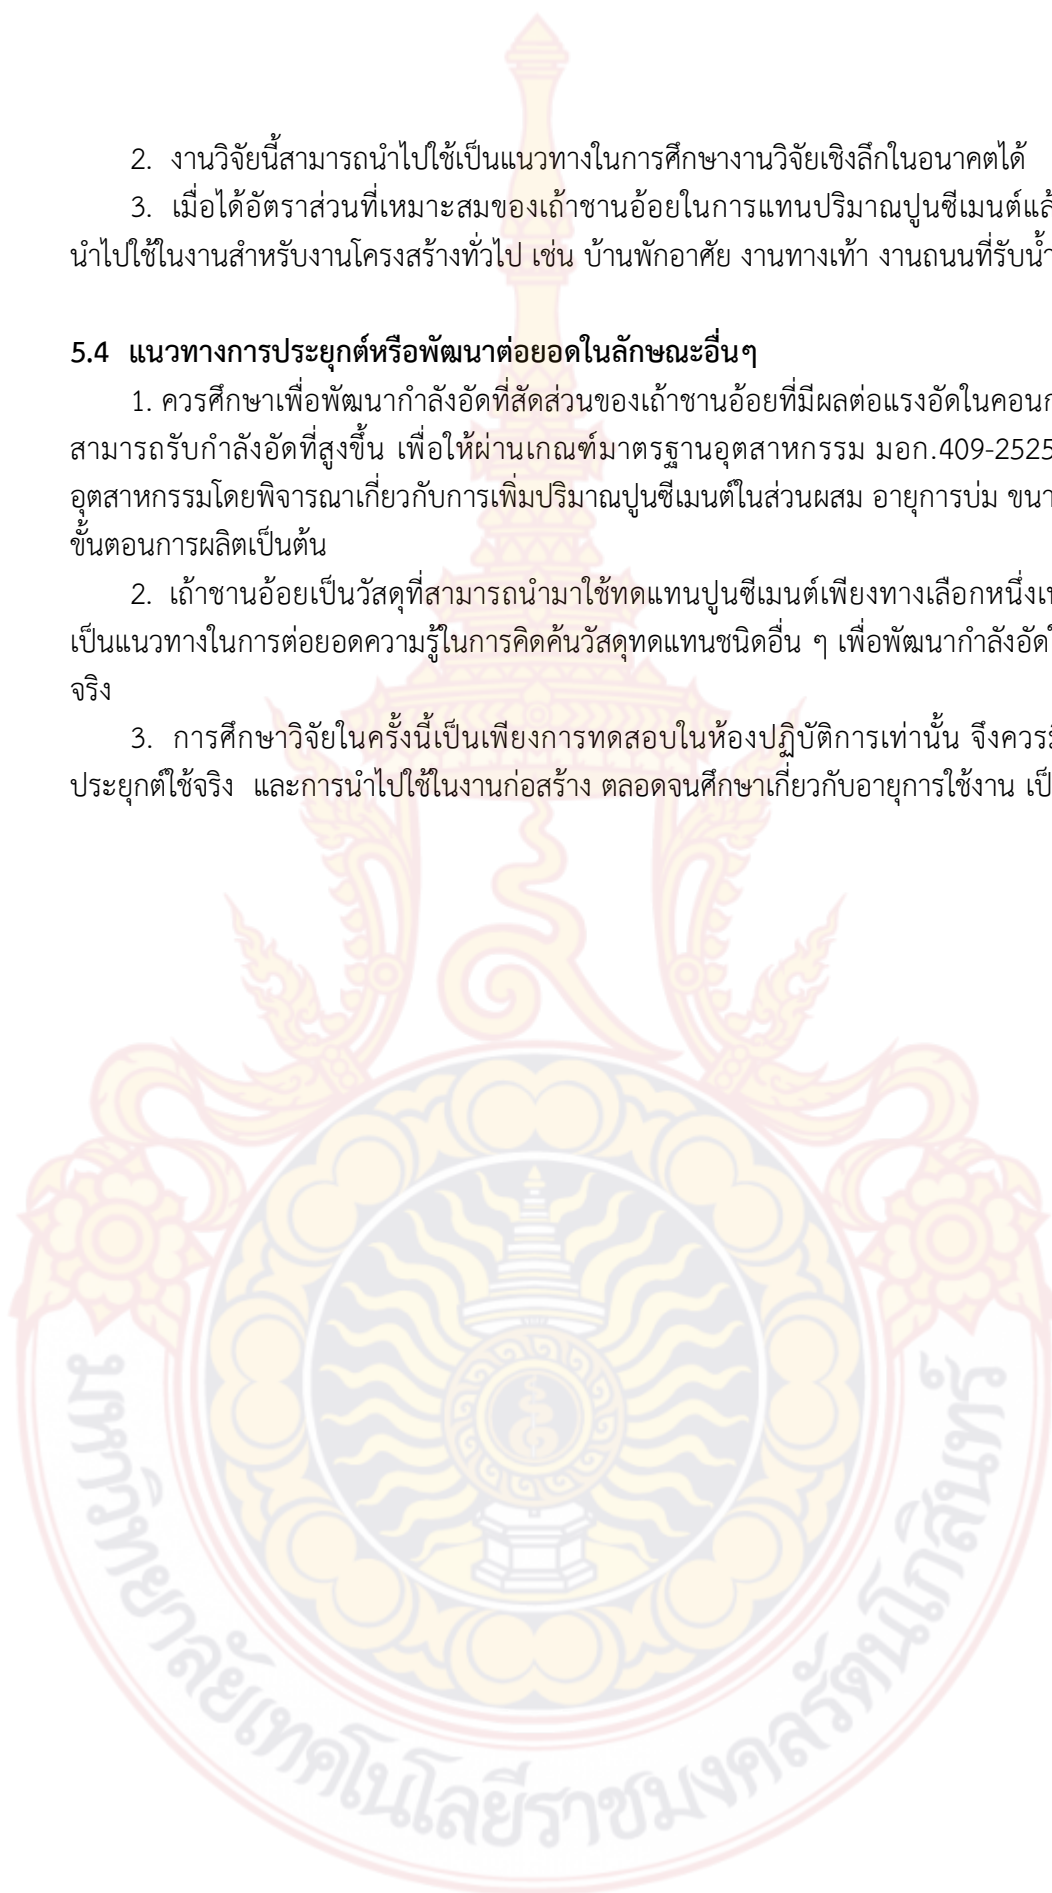 2. งานวิจัยนี้สามารถนำไปใช้เป็นแนวทางในการศึกษางานวิจัยเชิงลึกในอนาคตได้
3. เมื่อได้อัตราส่วนที่เหมาะสมของเถ้าชานอ้อยในการแทนปริมาณปูนซีเมนต์
นำไปใช้ในงานสำหรับงานโครงสร้างทั่วไป เช่น บ้านพักอาศัย งานทางเท้า งานถนนที่รับน้ำ
5.4 แนวทางการประยุกต์หรือพัฒนาต่อยอดในลักษณะอื่นๆ
1. ควรศึกษาเพื่อพัฒนากำลังอัดที่สัดส่วนของเถ้าชานอ้อยที่มีผลต่อแรงอัดใน
สามารถรับกำลังอัดที่สูงขึ้น เพื่อให้ผ่านเกณฑ์มาตรฐานอุตสาหกรรม มอก.409-2525
อุตสาหกรรมโดยพิจารณาเกี่ยวกับการเพิ่มปริมาณปูนซีเมนต์ในส่วนผสม อายุการบ่ม
ขั้นตอนการผลิตเป็นต้น
2. เถ้าชานอ้อยเป็นวัสดุที่สามารถนำมาใช้ทดแทนปูนซีเมนต์เพียงทางเลือกหนึ่ง
เป็นแนวทางในการต่อยอดความรู้ในการคิดค้นวัสดุทดแทนชนิดอื่น ๆ เพื่อพัฒนากำลังอัด
จริง
3. การศึกษาวิจัยในครั้งนี้เป็นเพียงการทดสอบในห้องปฏิบัติการเท่านั้น จึงควร
ประยุกต์ใช้จริง และการนำไปใช้ในงานก่อสร้าง ตลอดจนศึกษาเกี่ยวกับอายุการใช้งาน
มหาวิทยาลัยเทคโนโลยีราชมงคลรัตนโกสินทร์